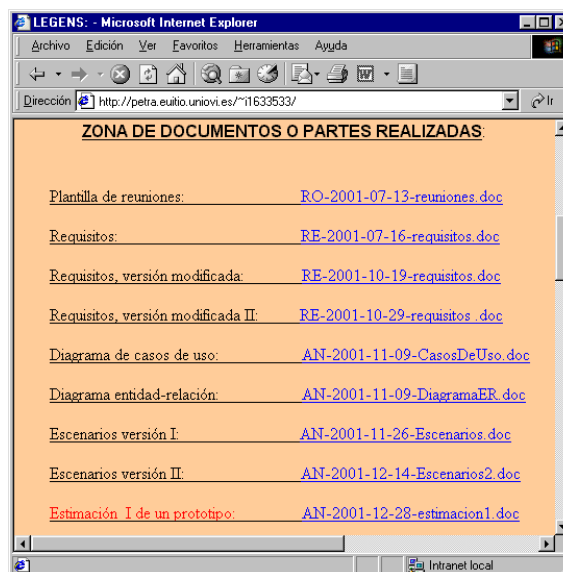 LEGENS: - Microsoft Internet Explorer
Archivo Edición Ver Favoritos Herramientas Ayuda
Dirección http://petra.euitio.uniovi.es/~i1633533/ Ir
ZONA DE DOCUMENTOS O PARTES REALIZADAS:
Plantilla de reuniones: RO-2001-07-13-reuniones.doc
Requisitos: RE-2001-07-16-requisitos.doc
Requisitos, versión modificada: RE-2001-10-19-requisitos.doc
Requisitos, versión modificada II: RE-2001-10-29-requisitos .doc
Diagrama de casos de uso: AN-2001-11-09-CasosDeUso.doc
Diagrama entidad-relación: AN-2001-11-09-DiagramaER.doc
Escenarios versión I: AN-2001-11-26-Escenarios.doc
Escenarios versión II: AN-2001-12-14-Escenarios2.doc
Estimación I de un prototipo: AN-2001-12-28-estimacion1.doc
Intranet local